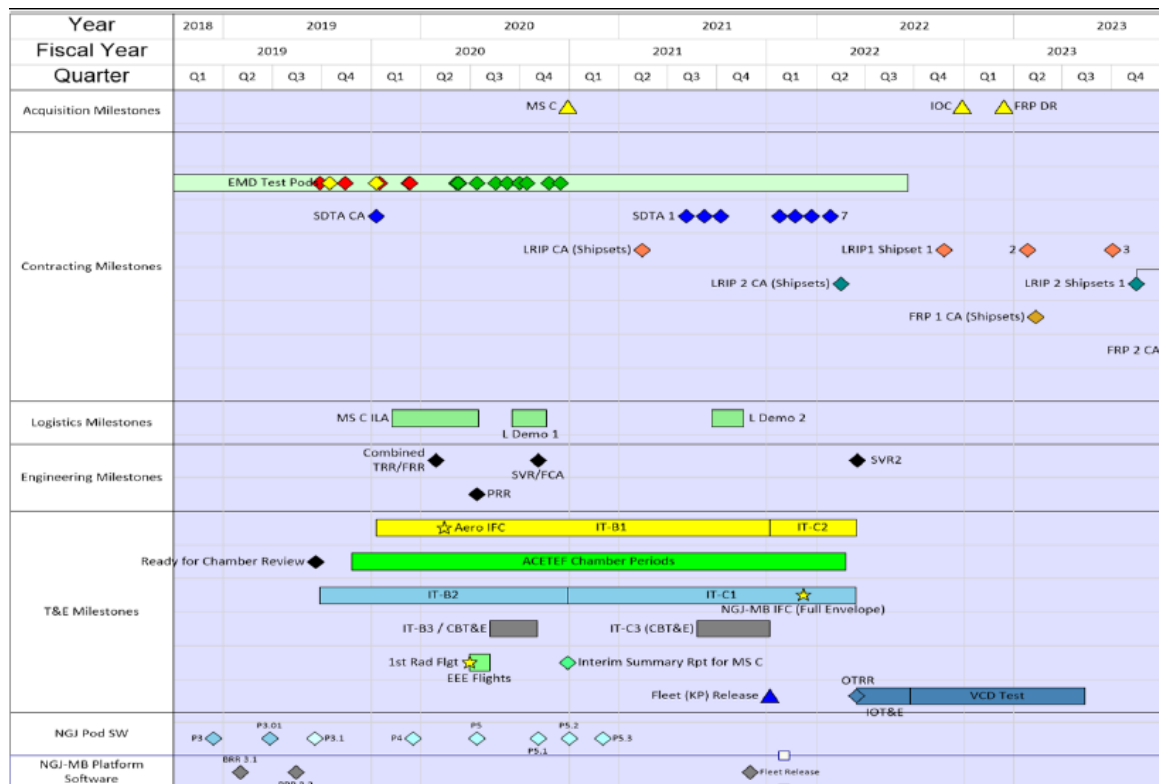 Year 2018 2019 2020 2021 2022 2023
Fiscal Year 2019 2020 2021 2022 2023
Quarter Q1 Q2 Q3 Q4 Q1 Q2 Q3 Q4 Q1 Q2 Q3 Q4 Q1 Q2 Q3 Q4 Q1 Q2 Q3 Q4
Acquisition Milestones
MS C
IOC
FRP DR
Contracting Milestones
EMD Test Pods
SDTA CA
SDTA 1
7
LRIP CA (Shipsets)
LRIP1 Shipset 1
2
3
LRIP 2 CA (Shipsets)
LRIP 2 Shipsets 1
FRP 1 CA (Shipsets)
FRP 2 CA
Logistics Milestones
MS C ILA
L Demo 1
L Demo 2
Engineering Milestones
Combined
TRR/FRR
SVR/FCA
SVR2
PRR
T&E Milestones
Aero IFC
IT-B1
IT-C2
Ready for Chamber Review
ACETEF Chamber Periods
IT-B2
IT-C1
NGJ-MB IFC (Full Envelope)
IT-B3 / CBT&E
IT-C3 (CBT&E)
1st Rad Flgt
EEE Flights
Interim Summary Rpt for MS C
Fleet (KP) Release
OTRR
IOT&E
VCD Test
NGJ Pod SW
P3
P3.01
P3.1
P4
P5
P5.1
P5.2
P5.3
NGJ-MB Platform
Software
BRR 3.1
Fleet Release